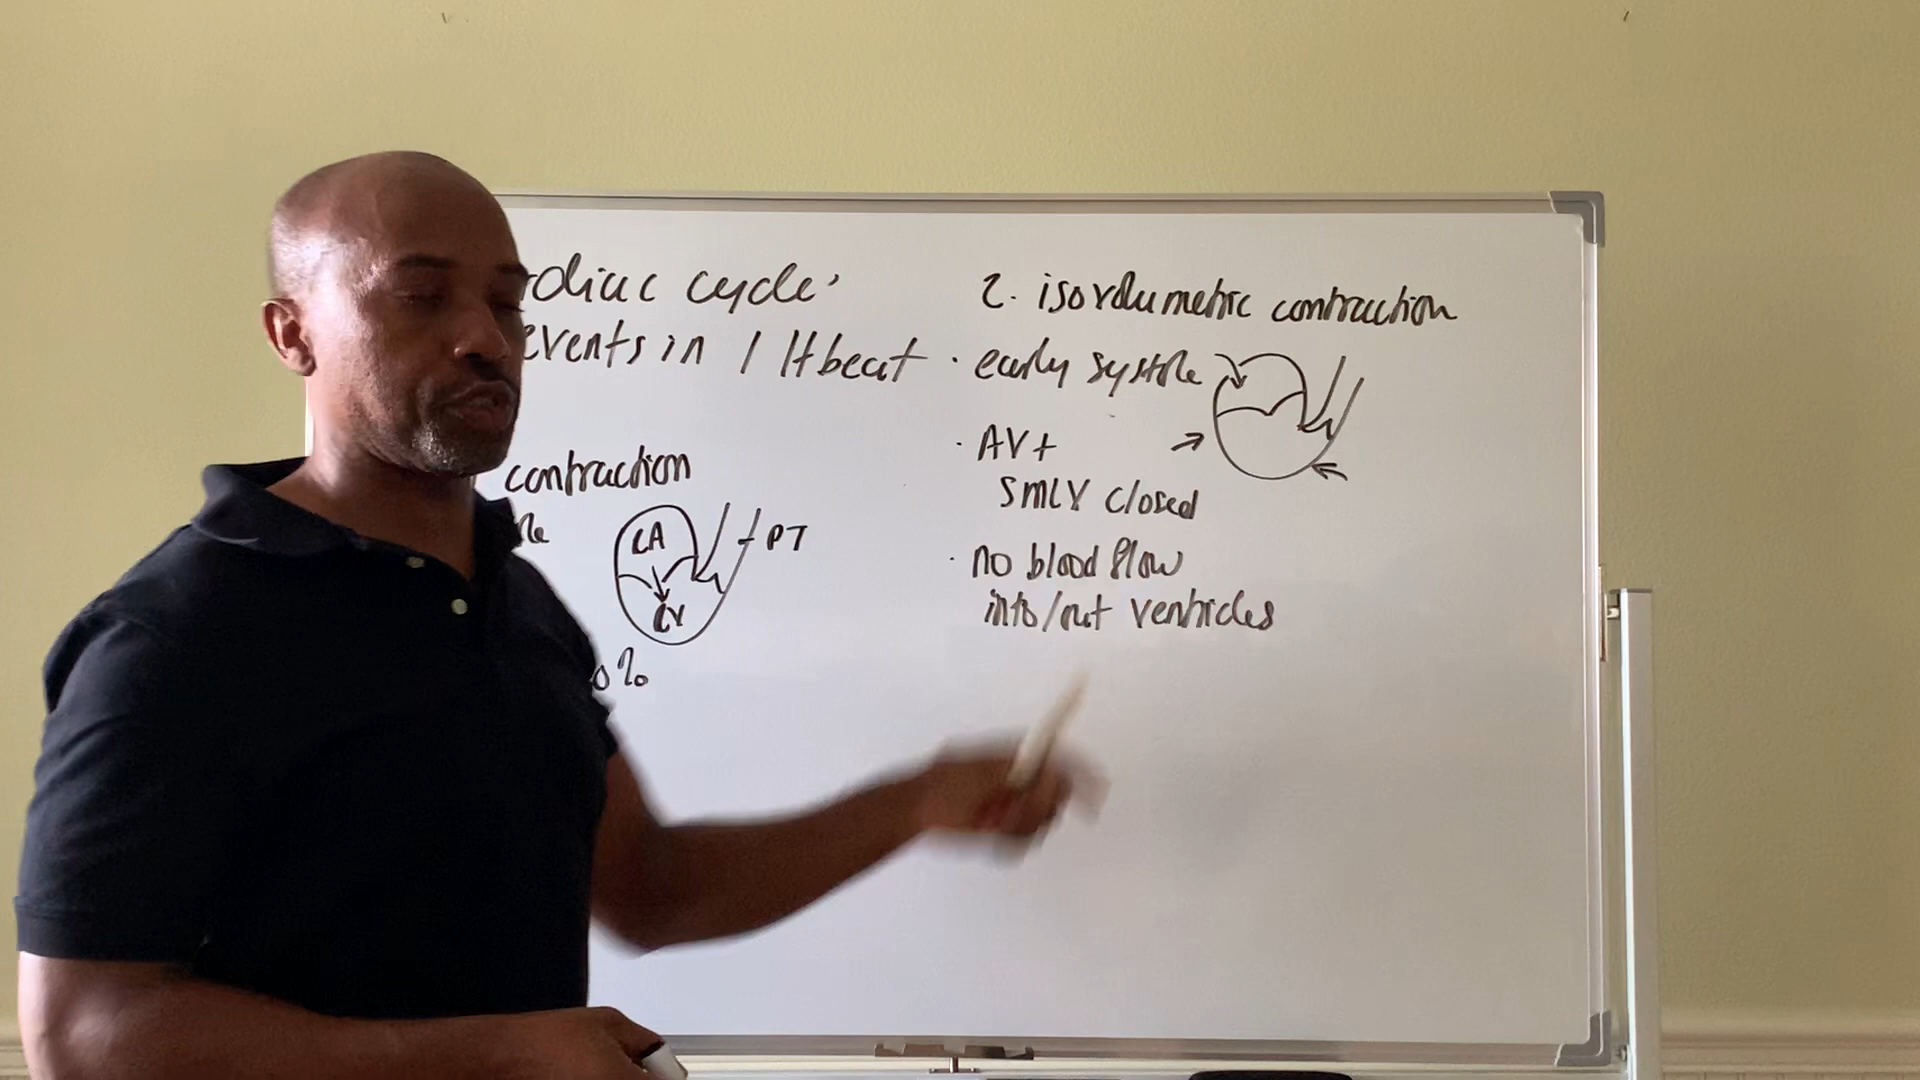 rdiac cycle:
events in 1 Htbeat
contraction
LA
PT
LV
0%
2. isovolumetric contraction
· early systole
· AV +
SMLV closed
· no blood flow
into/out ventricles